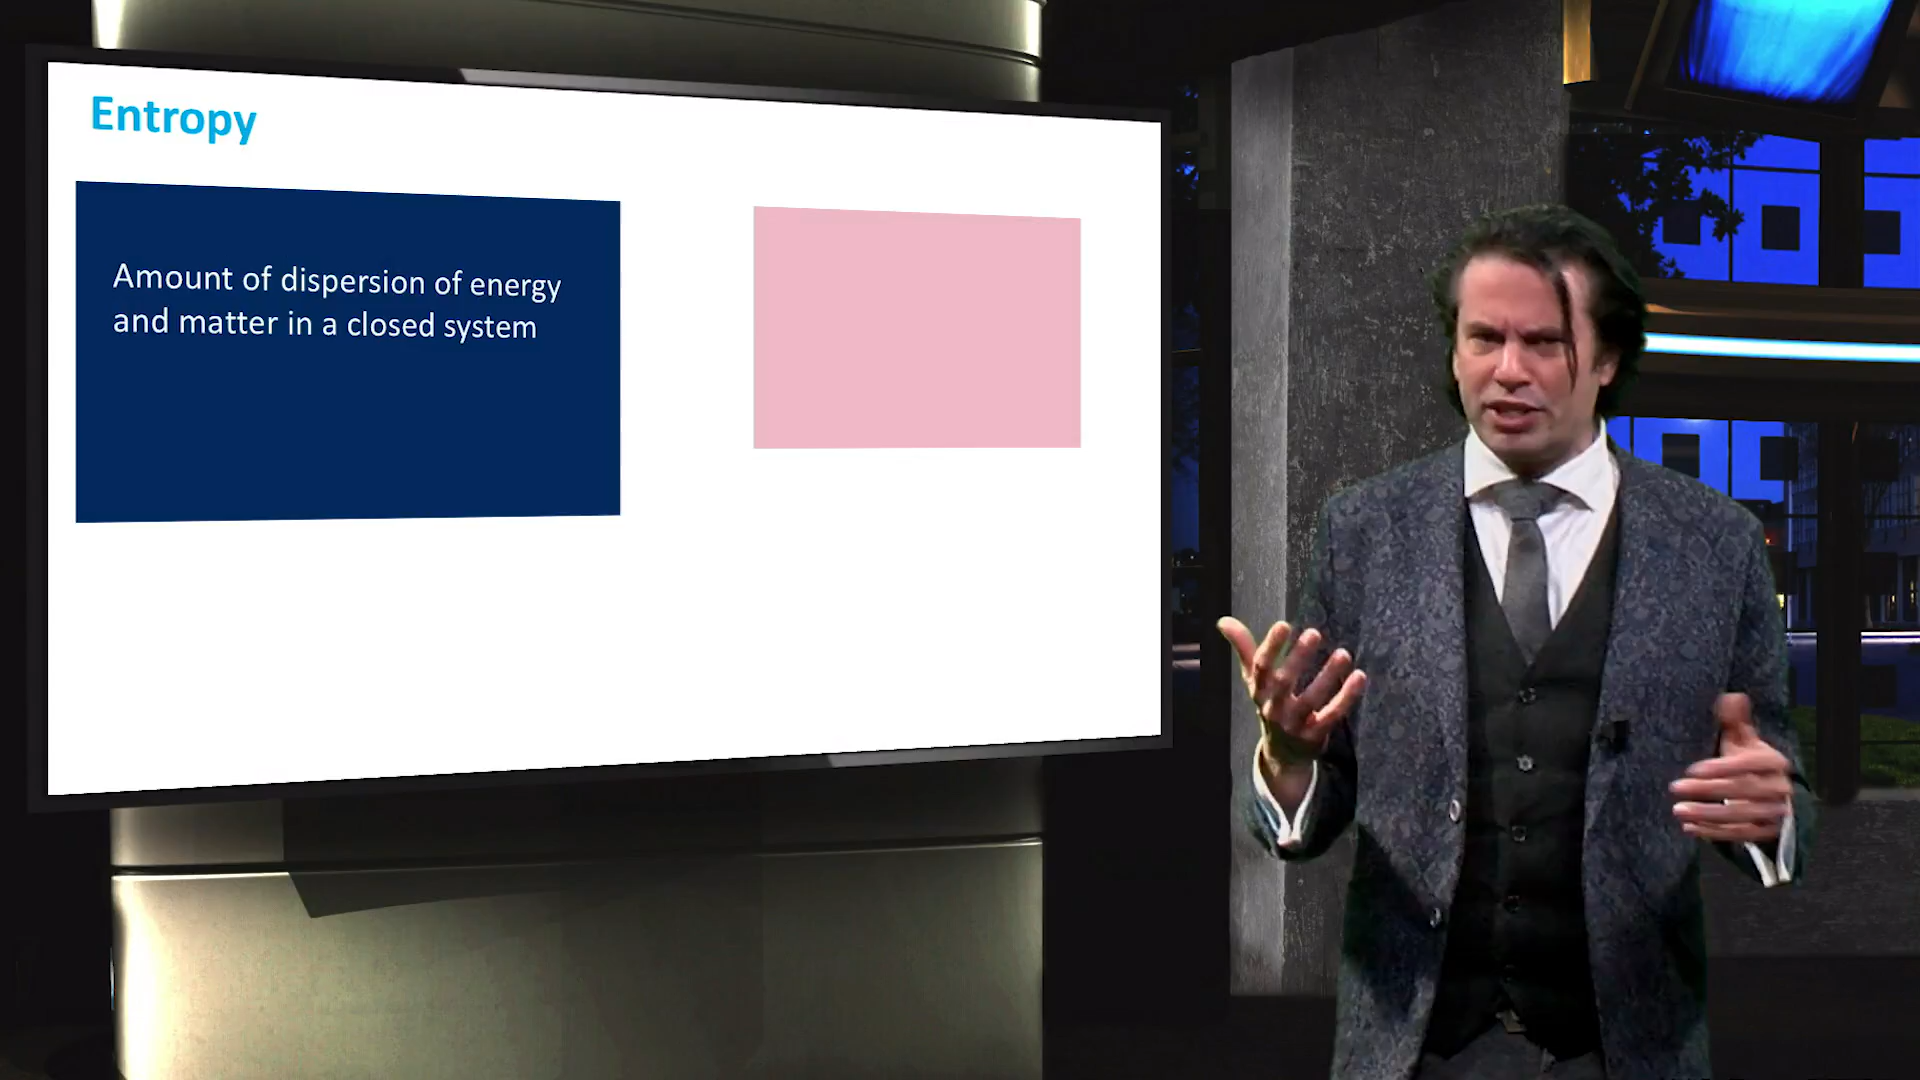 Entropy
Amount of dispersion of energy
and matter in a closed system